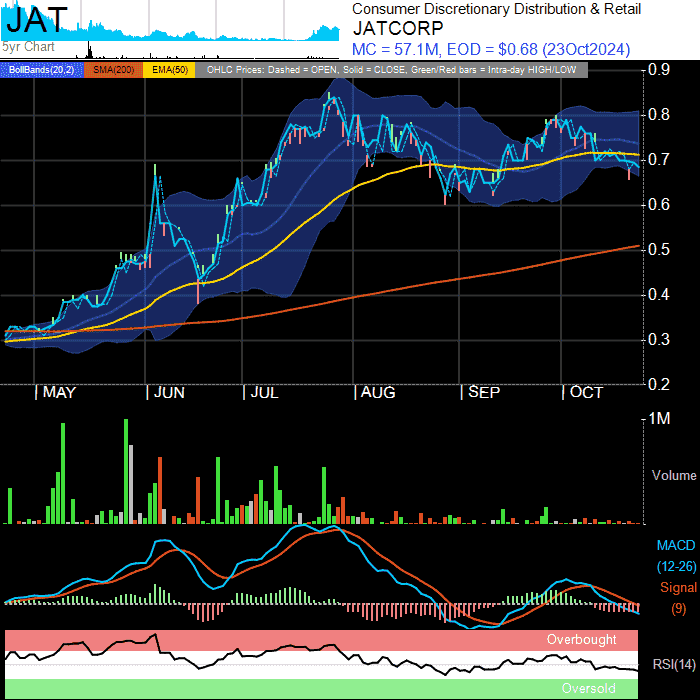 JAT
5yr Chart
Consumer Discretionary Distribution & Retail
JATCORP
MC = 57.1M, EOD = $0.68 (23Oct2024)
BollBands(20,2) SMA(200) EMA(50) OHLC Prices: Dashed = OPEN, Solid = CLOSE, Green/Red bars = Intra-day HIGH/LOW
0.9
0.8
0.7
0.6
0.5
0.4
0.3
0.2
| MAY | JUN | JUL | AUG | SEP | OCT
1M
Volume
MACD
(12-26)
Signal
(9)
Overbought
RSI(14)
Oversold